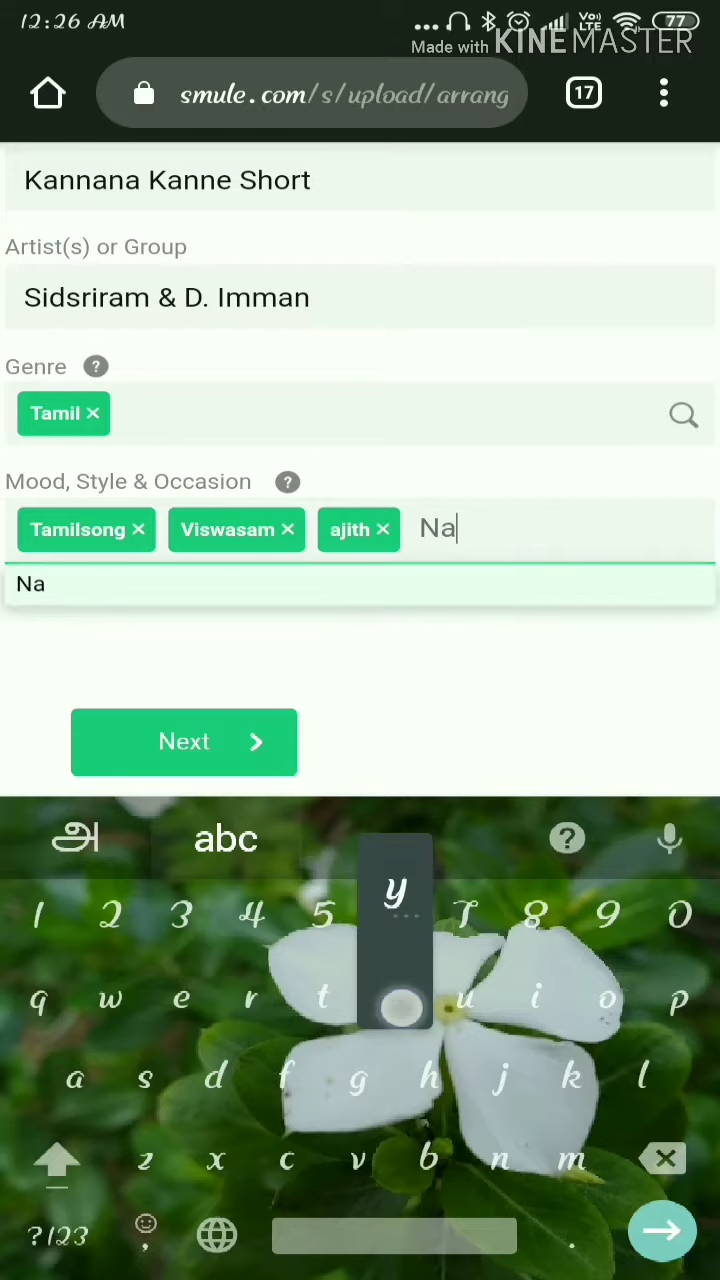 12:26 AM
Vo))
LTE
77
Made with KINEMASTER
smule.com/s/upload/arrang
17
Kannana Kanne Short
Artist(s) or Group
Sidsriram & D. Imman
Genre ?
Tamil ×
Mood, Style & Occasion ?
Tamilsong × Viswasam × ajith × Na
Na
Next
அ abc ?
y
1 2 3 4 5 7 8 9 0
q w e r t u i o p
a s d f g h j k l
z x c v b n m
?123 , .